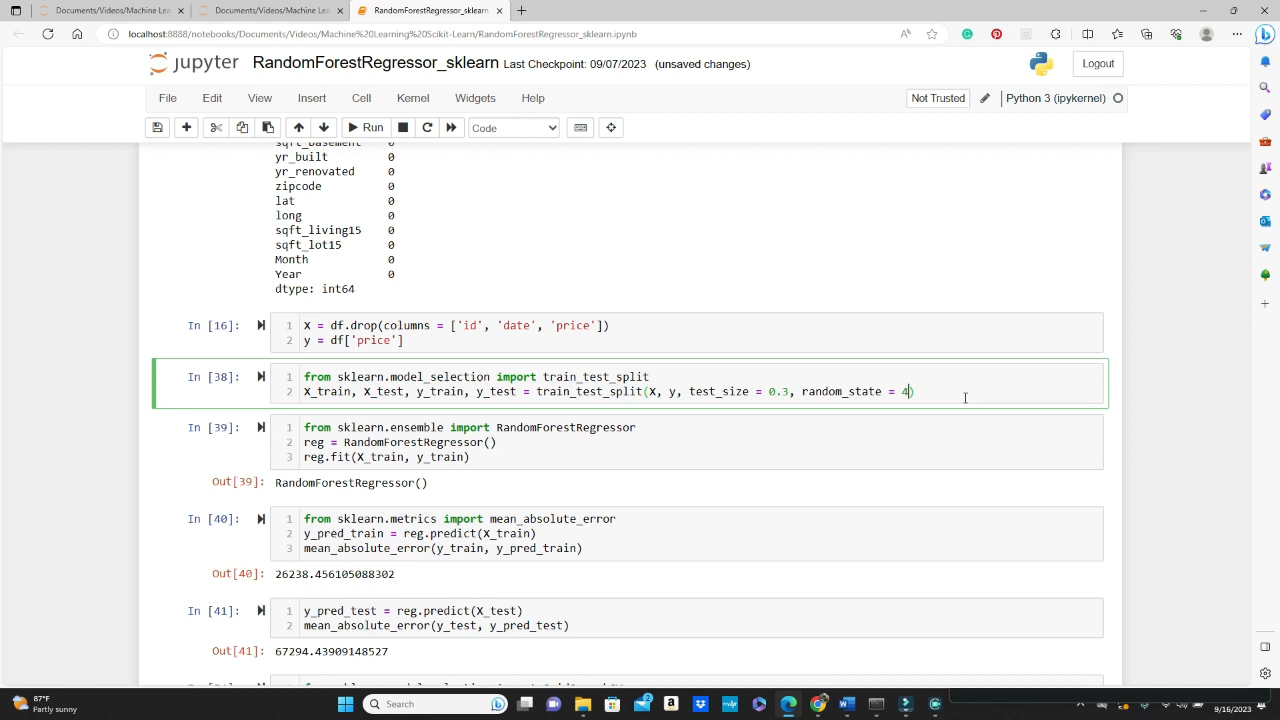 Documents/Videos/Machine Lea
Documents/Videos/Machine Lea
RandomForestRegressor_sklearn
localhost:8888/notebooks/Documents/Videos/Machine%20Learning%20Scikit-Learn/RandomForestRegressor_sklearn.ipynb
jupyter RandomForestRegressor_sklearn Last Checkpoint: 09/07/2023 (unsaved changes)
Logout
File Edit View Insert Cell Kernel Widgets Help
Not Trusted
Python 3 (ipykernel)
Run
Code
sqft_basement 0
yr_built 0
yr_renovated 0
zipcode 0
lat 0
long 0
sqft_living15 0
sqft_lot15 0
Month 0
Year 0
dtype: int64
In [16]: 1 X = df.drop(columns = ['id', 'date', 'price'])
2 y = df['price']
In [38]: 1 from sklearn.model_selection import train_test_split
2 X_train, X_test, y_train, y_test = train_test_split(X, y, test_size = 0.3, random_state = 4)
In [39]: 1 from sklearn.ensemble import RandomForestRegressor
2 reg = RandomForestRegressor()
3 reg.fit(X_train, y_train)
Out[39]: RandomForestRegressor()
In [40]: 1 from sklearn.metrics import mean_absolute_error
2 y_pred_train = reg.predict(X_train)
3 mean_absolute_error(y_train, y_pred_train)
Out[40]: 26238.456105088302
In [41]: 1 y_pred_test = reg.predict(X_test)
2 mean_absolute_error(y_test, y_pred_test)
Out[41]: 67294.43909148527
87°F
Partly sunny
Search
9/16/2023